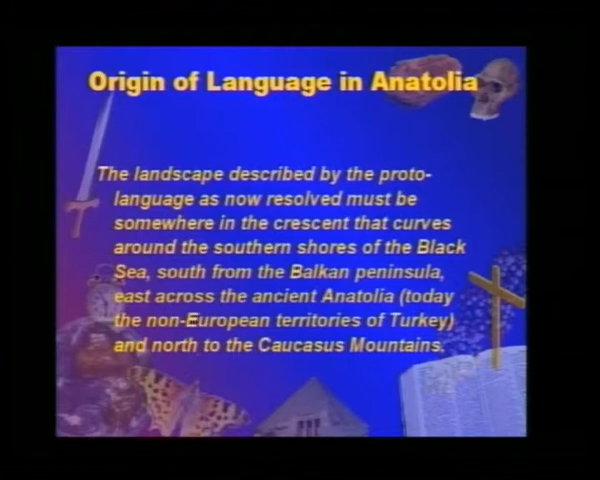 Origin of Language in Anatolia
The landscape described by the proto-
language as now resolved must be
somewhere in the crescent that curves
around the southern shores of the Black
Sea, south from the Balkan peninsula,
east across the ancient Anatolia (today
the non-European territories of Turkey)
and north to the Caucasus Mountains.